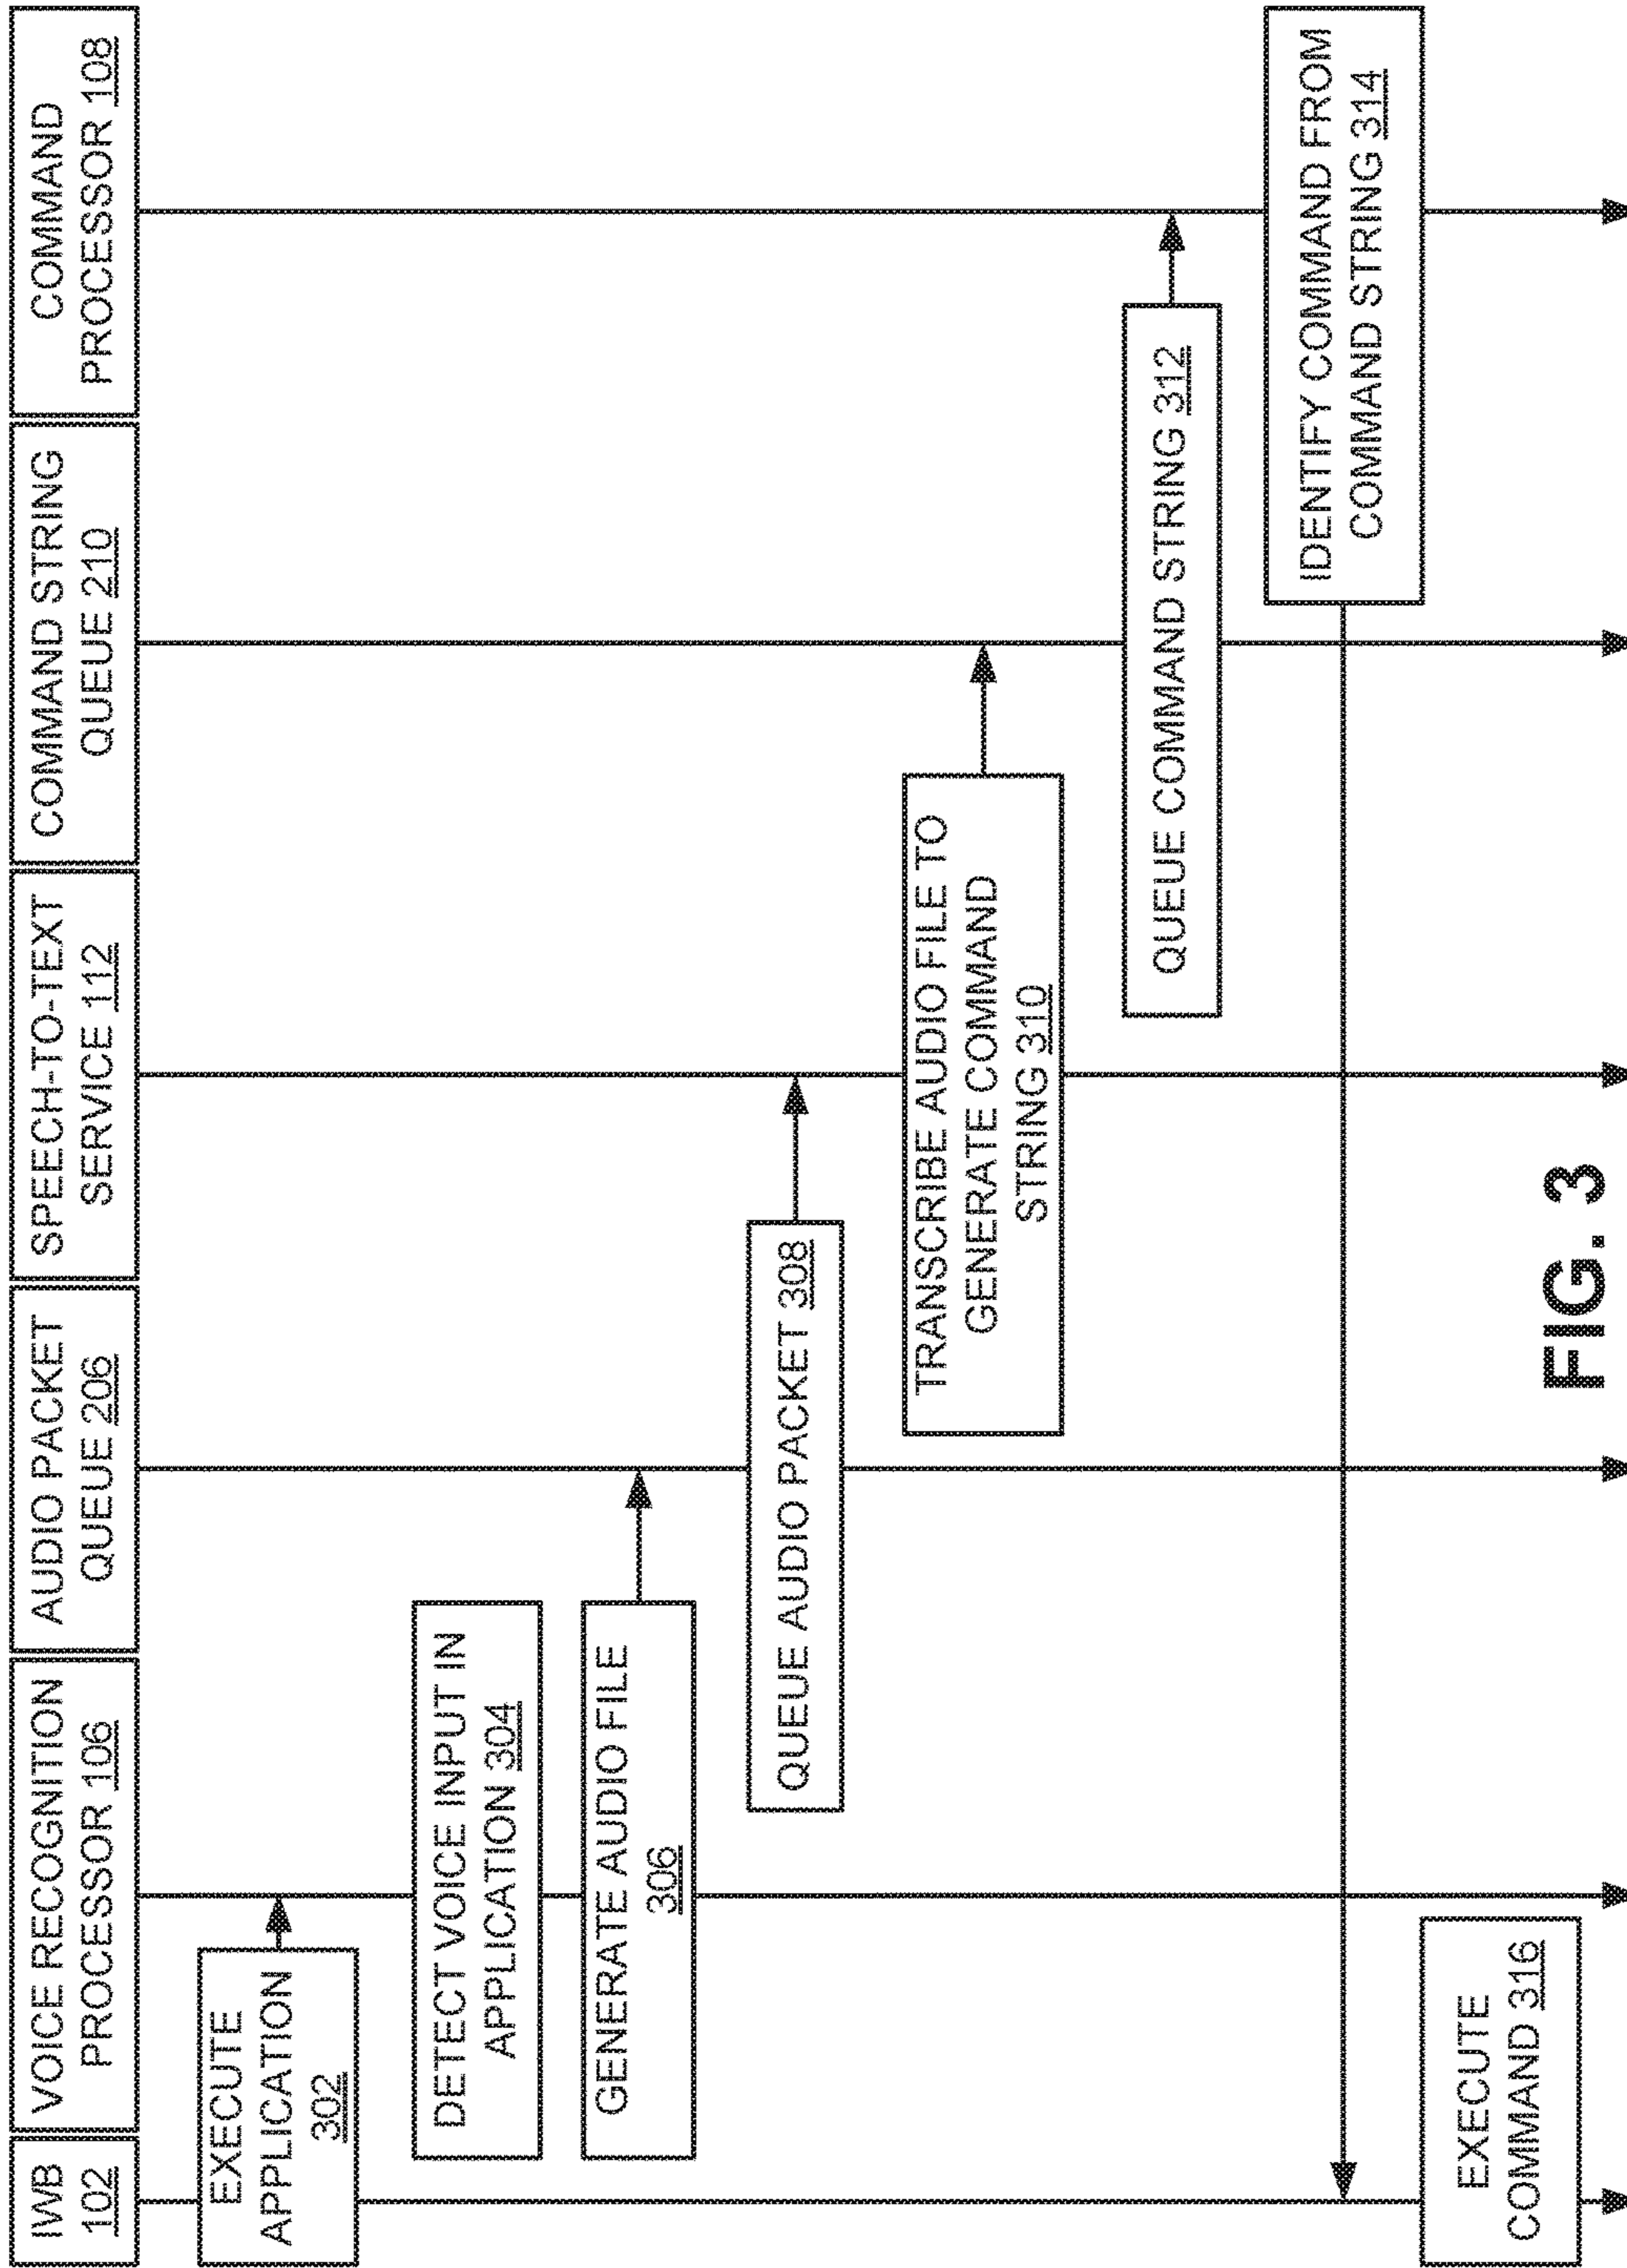 IWB
102
VOICE RECOGNITION
PROCESSOR 106
AUDIO PACKET
QUEUE 206
SPEECH-TO-TEXT
SERVICE 112
COMMAND STRING
QUEUE 210
COMMAND
PROCESSOR 108
EXECUTE
APPLICATION
302
DETECT VOICE INPUT IN
APPLICATION 304
GENERATE AUDIO FILE
306
QUEUE AUDIO PACKET 308
TRANSCRIBE AUDIO FILE TO
GENERATE COMMAND
STRING 310
QUEUE COMMAND STRING 312
IDENTIFY COMMAND FROM
COMMAND STRING 314
EXECUTE
COMMAND 316
FIG. 3